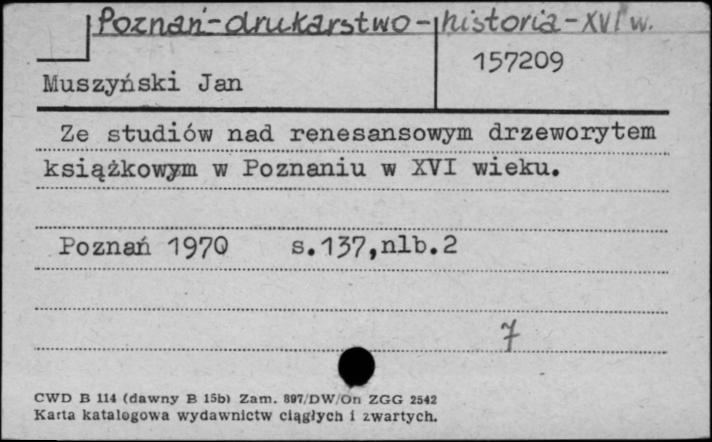 Poznań-drukarstwo-historia-XVI w.
157209
Muszyński Jan
Ze studiów nad renesansowym drzeworytem
książkowym w Poznaniu w XVI wieku.
Poznań 1970 s.137,nlb.2
7
CWD B 114 (dawny B 15b) Zam. 897/DW/On ZGG 2542
Karta katalogowa wydawnictw ciągłych i zwartych.